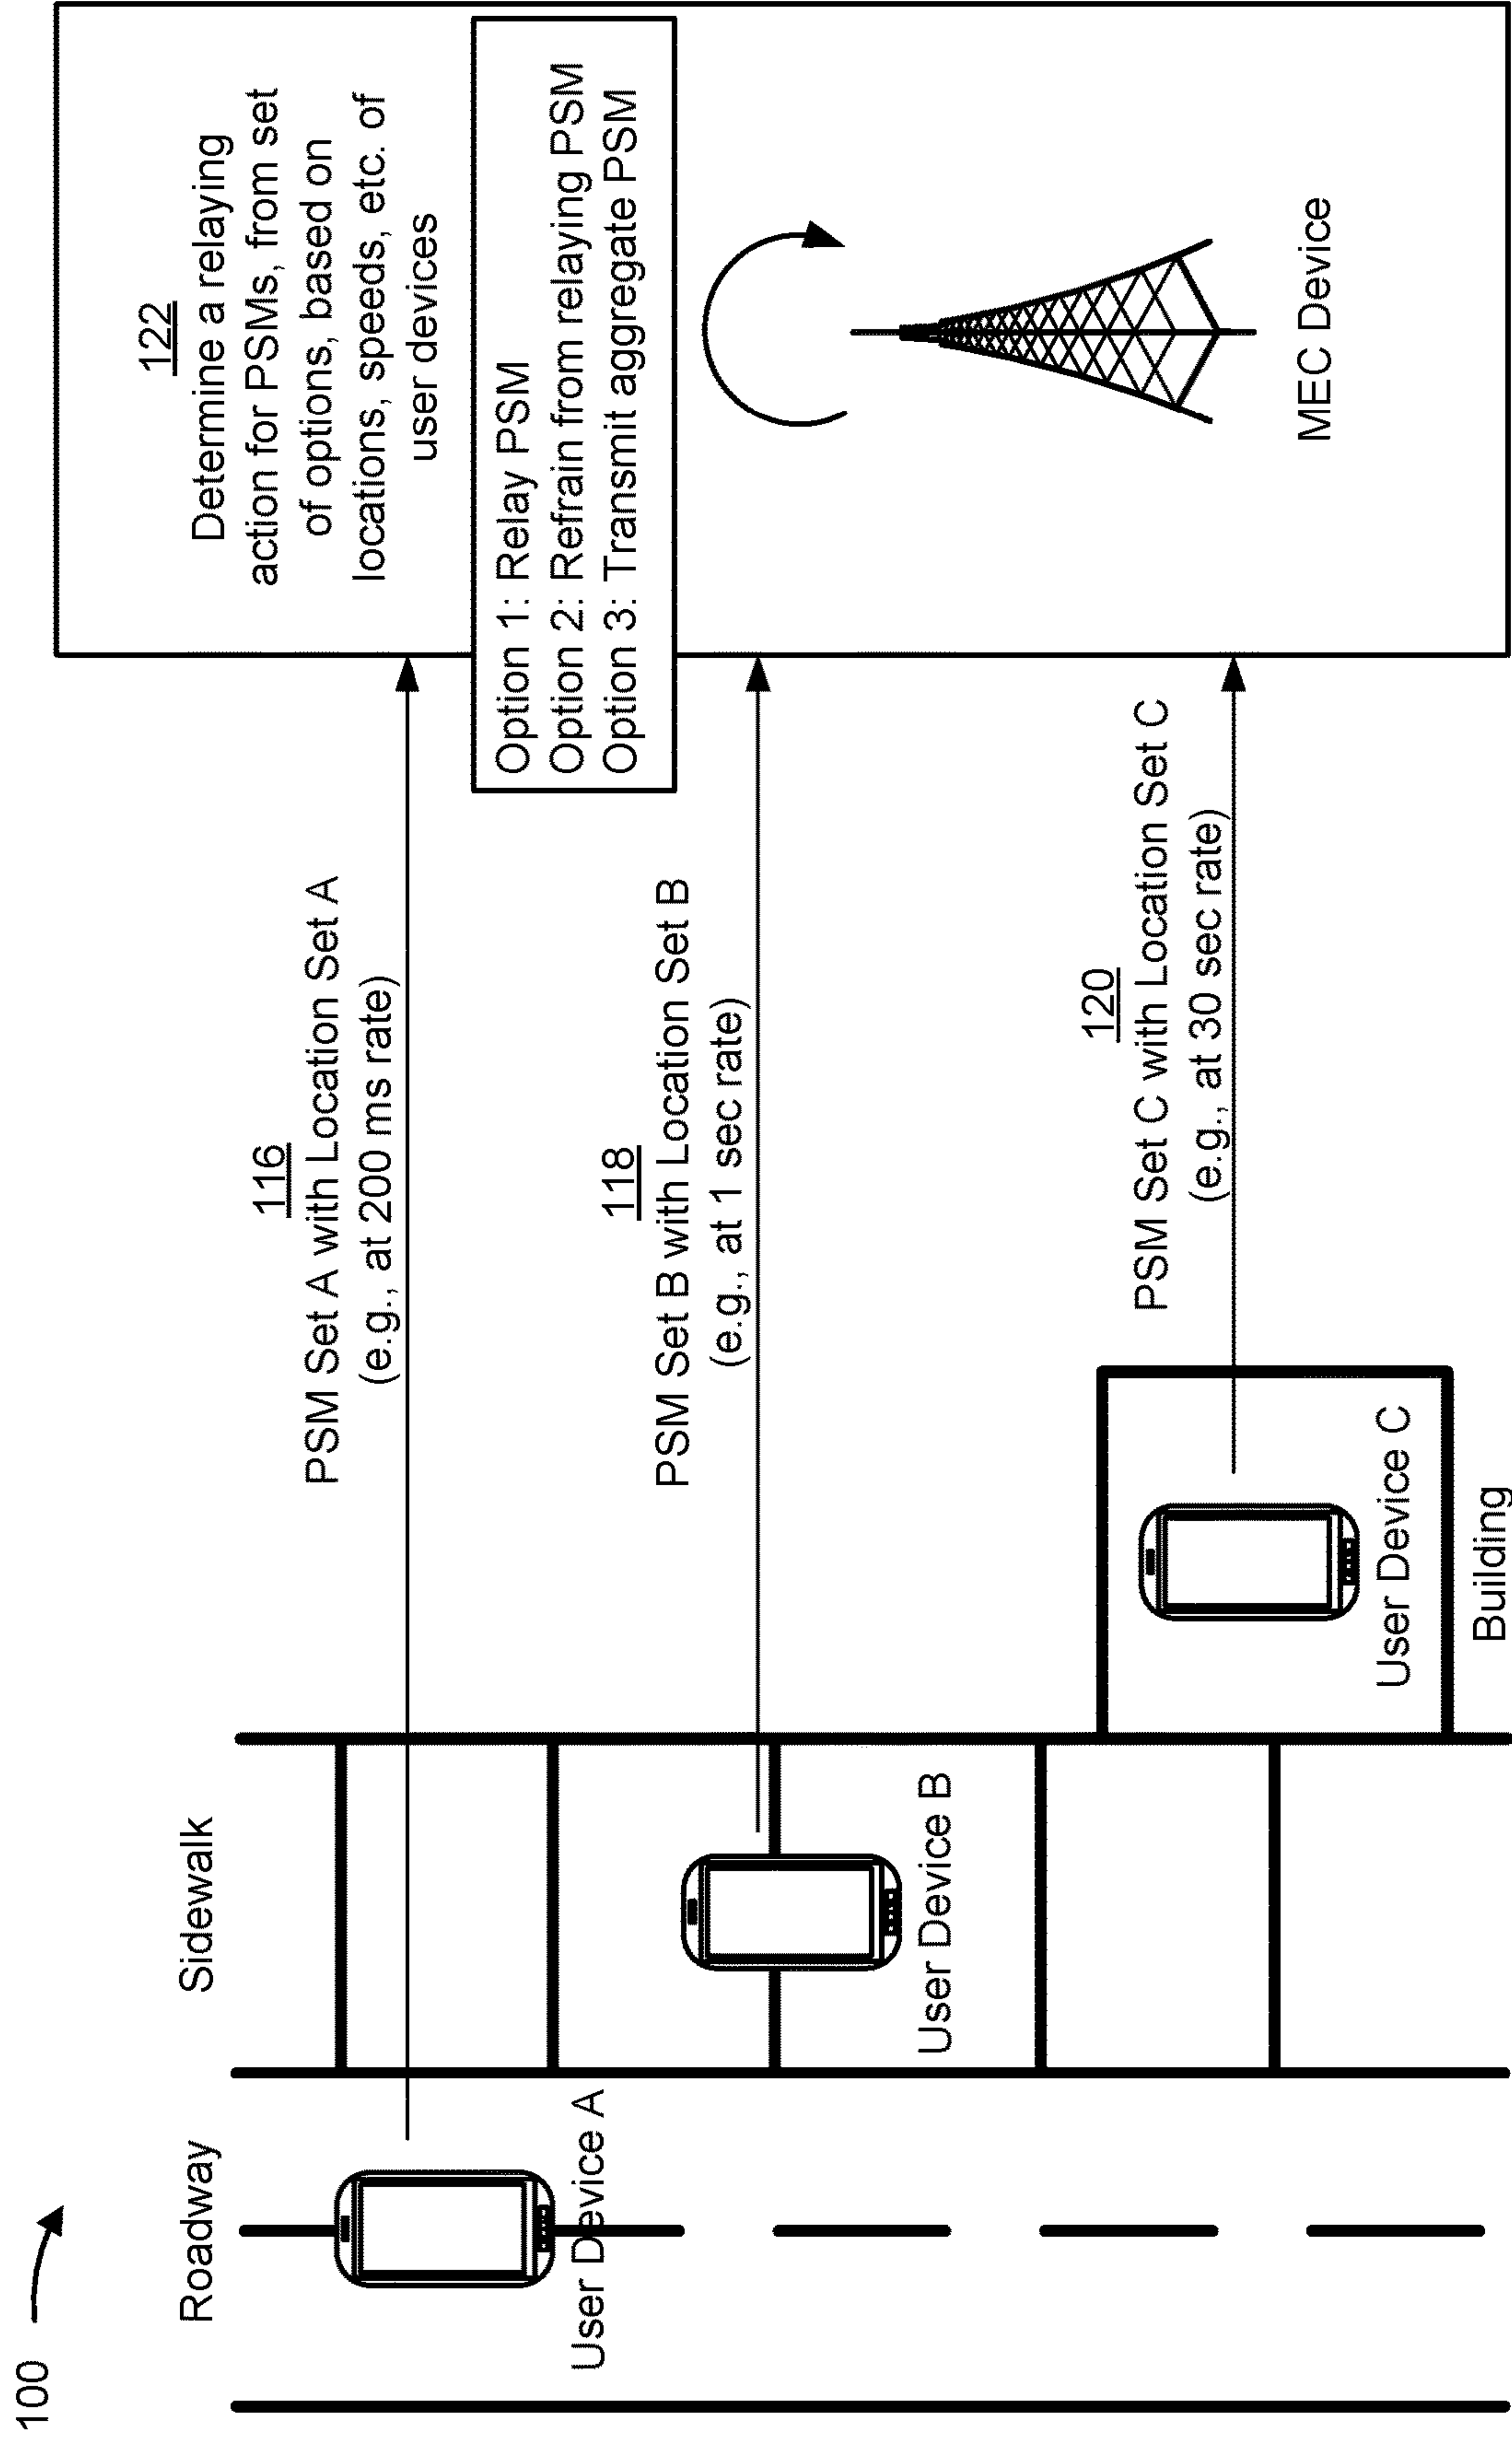 100
Roadway
Sidewalk
User Device A
User Device B
User Device C
Building
116
PSM Set A with Location Set A
(e.g., at 200 ms rate)
118
PSM Set B with Location Set B
(e.g., at 1 sec rate)
120
PSM Set C with Location Set C
(e.g., at 30 sec rate)
122
Determine a relaying
action for PSMs, from set
of options, based on
locations, speeds, etc. of
user devices
Option 1: Relay PSM
Option 2: Refrain from relaying PSM
Option 3: Transmit aggregate PSM
MEC Device